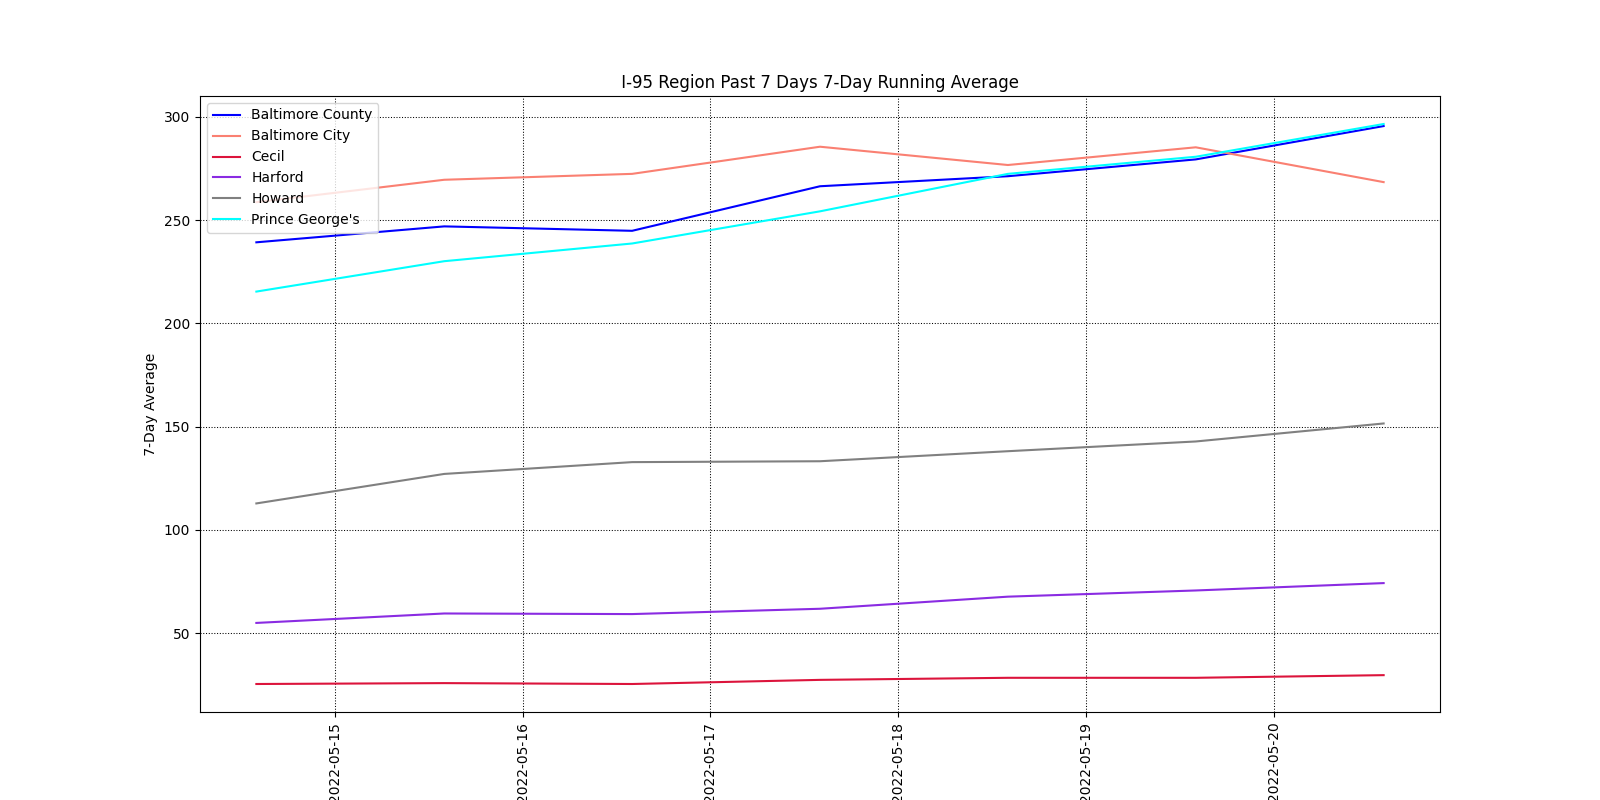 I-95 Region Past 7 Days 7-Day Running Average
Baltimore County
Baltimore City
Cecil
Harford
Howard
Prince George's
300
250
200
150
100
50
7-Day Average
2022-05-15
2022-05-16
2022-05-17
2022-05-18
2022-05-19
2022-05-20